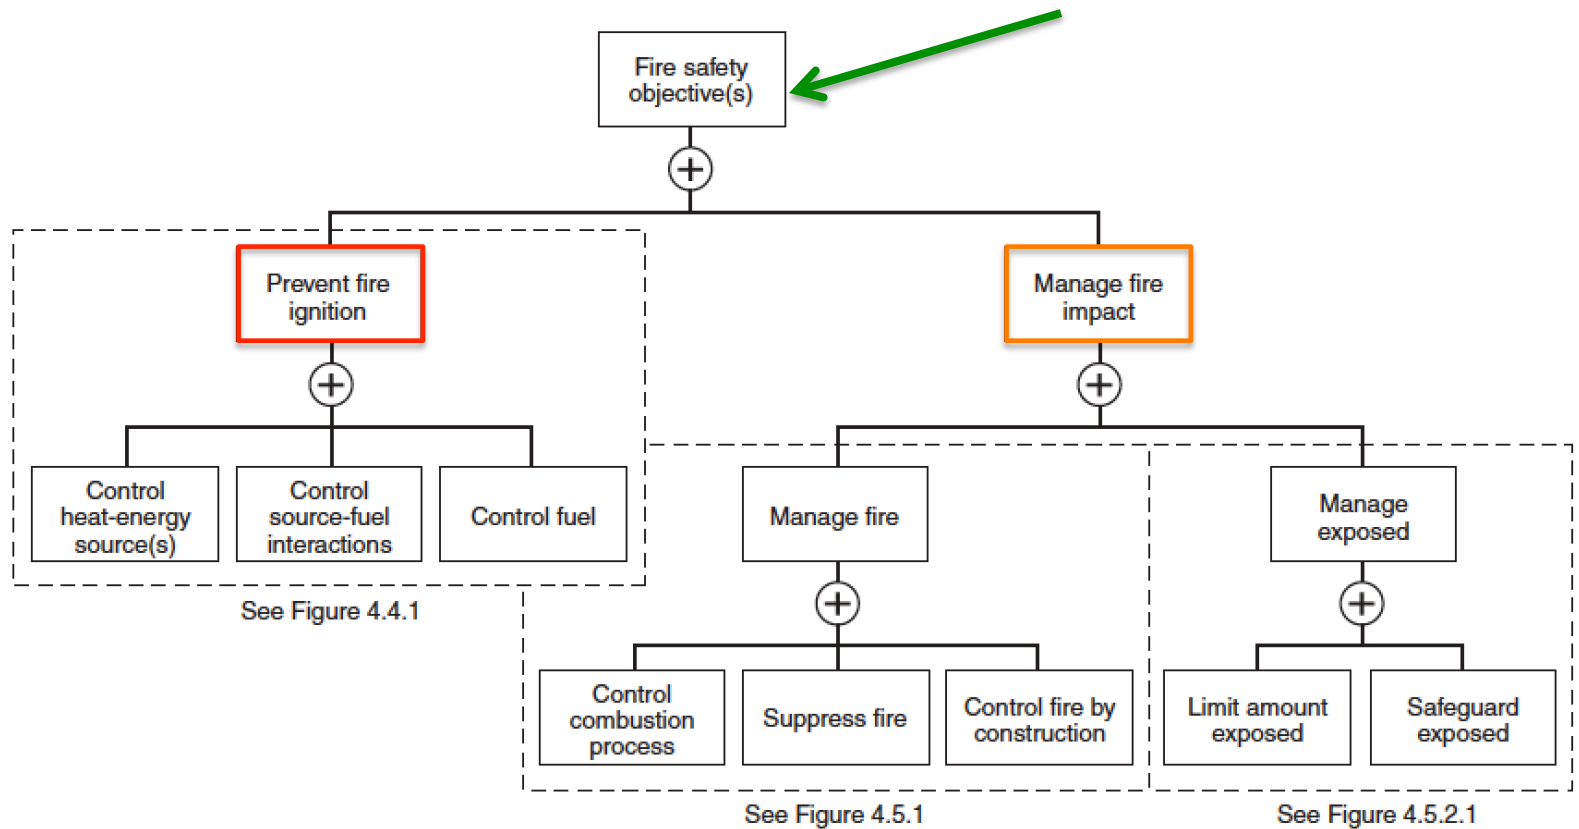 Fire safety
objective(s)
+
Prevent fire
ignition
Manage fire
impact
+
+
Control
heat-energy
source(s)
Control
source-fuel
interactions
Control fuel
Manage fire
Manage
exposed
See Figure 4.4.1
+
+
Control
combustion
process
Suppress fire
Control fire by
construction
Limit amount
exposed
Safeguard
exposed
See Figure 4.5.1
See Figure 4.5.2.1